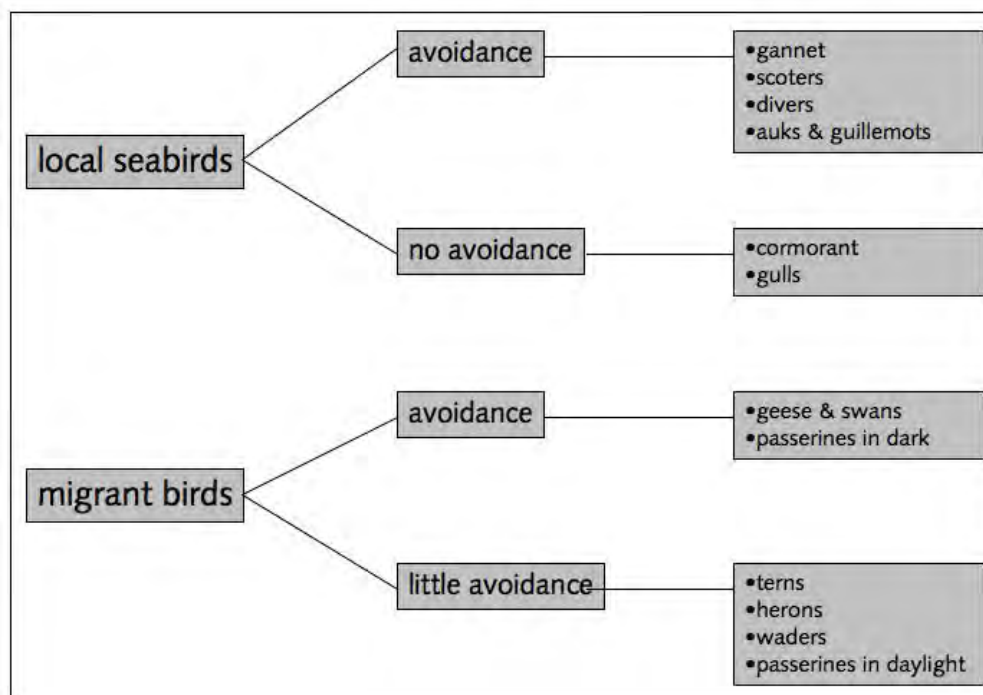 local seabirds
avoidance
•gannet
•scoters
•divers
•auks & guillemots
no avoidance
•cormorant
•gulls
migrant birds
avoidance
•geese & swans
•passerines in dark
little avoidance
•terns
•herons
•waders
•passerines in daylight